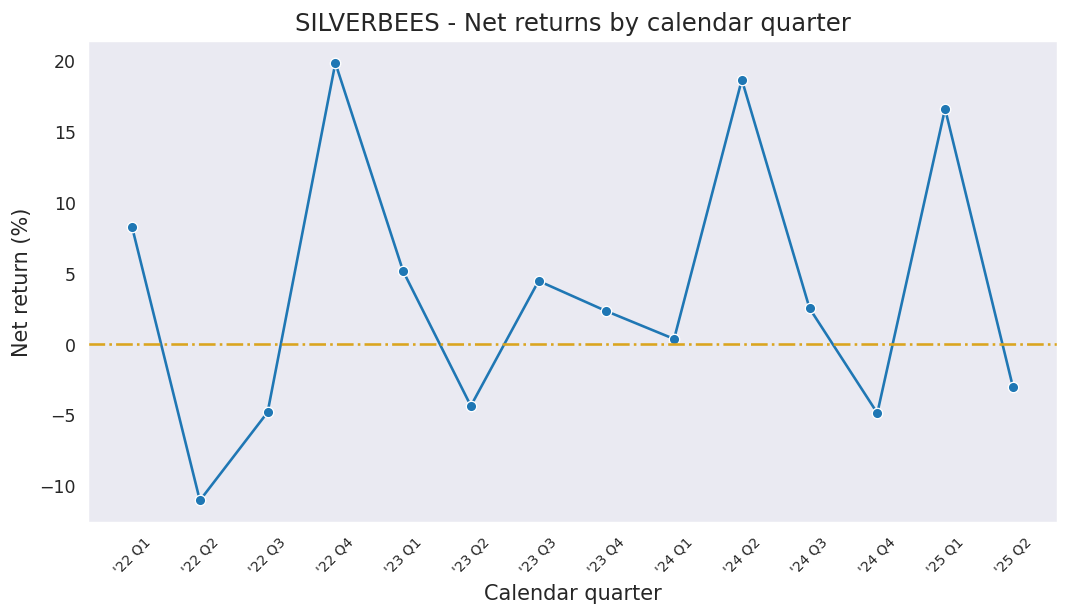 SILVERBEES - Net returns by calendar quarter
Net return (%)
20
15
10
5
0
−5
−10
'22 Q1
'22 Q2
'22 Q3
'22 Q4
'23 Q1
'23 Q2
'23 Q3
'23 Q4
'24 Q1
'24 Q2
'24 Q3
'24 Q4
'25 Q1
'25 Q2
Calendar quarter